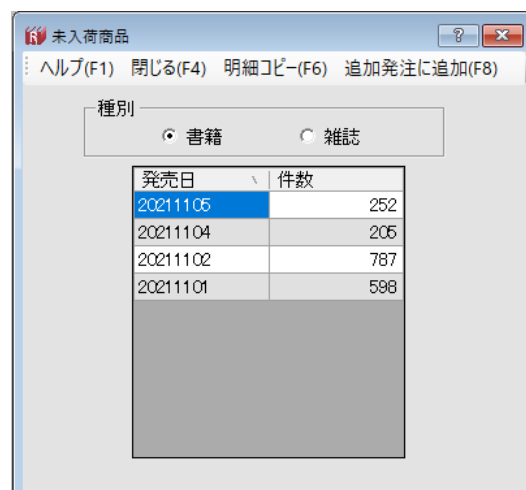 未入荷商品
ヘルプ(F1) 閉じる(F4) 明細コピー(F6) 追加発注に追加(F8)
種別
書籍 雑誌
発売日 件数
20211105 252
20211104 205
20211102 787
20211101 598